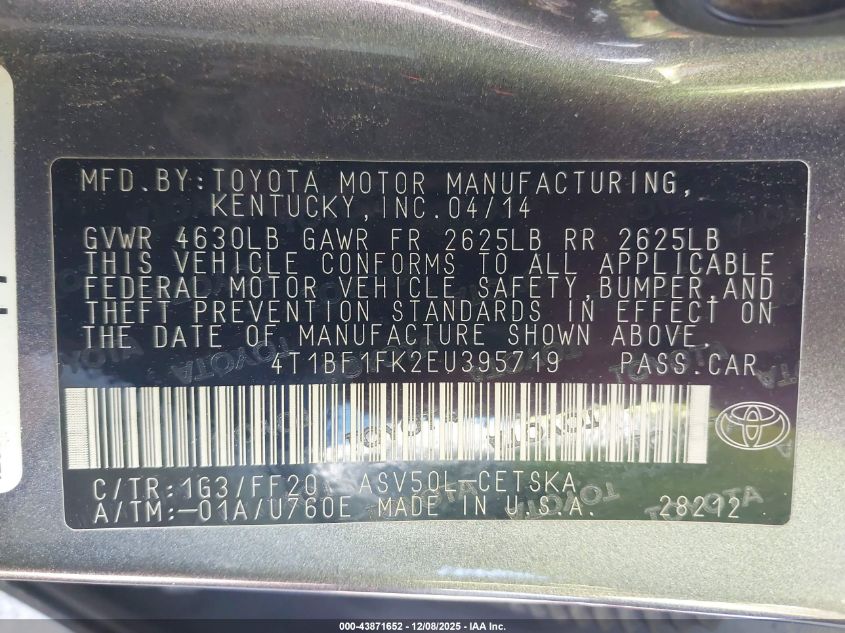 MFD.BY:TOYOTA MOTOR MANUFACTURING,
KENTUCKY,INC.04/14
GVWR 4630LB GAWR FR 2625LB RR 2625LB
THIS VEHICLE CONFORMS TO ALL APPLICABLE
FEDERAL MOTOR VEHICLE SAFETY,BUMPER,AND
THEFT PREVENTION STANDARDS IN EFFECT ON
THE DATE OF MANUFACTURE SHOWN ABOVE.
4T1BF1FK2EU395719 PASS.CAR
C/TR:1G3/FF20 ASV50L-CETSKA
A/TM:-01A/U760E MADE IN U.S.A. 28212
000-43871652 - 12/08/2025 - IAA Inc.